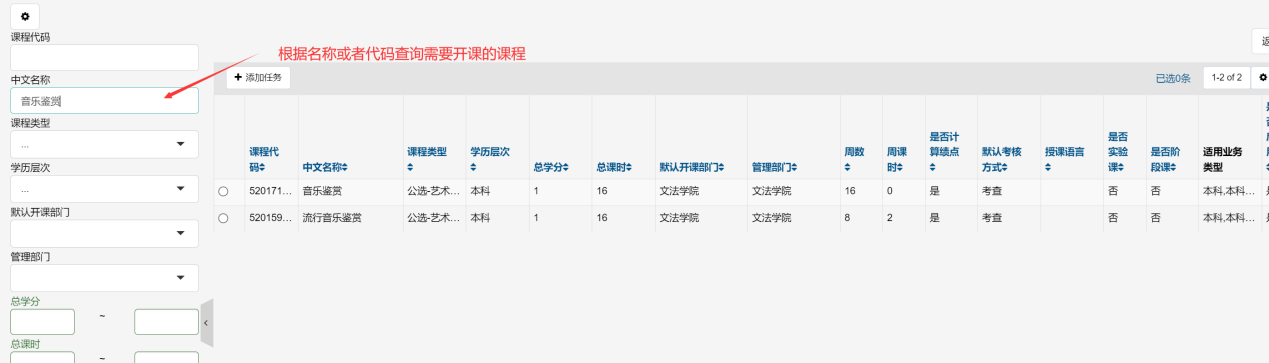 课程代码
根据名称或者代码查询需要开课的课程
中文名称
+ 添加任务
已选0条
1-2 of 2
音乐鉴赏
课程类型
...
学历层次
...
默认开课部门
管理部门
总学分
~
总课时
~
课程代码 中文名称 课程类型 学历层次 总学分 总课时 默认开课部门 管理部门 周数 周课时 是否计算绩点 默认考核方式 授课语言 是否实验课 是否阶段课 适用业务类型
520171... 音乐鉴赏 公选-艺术... 本科 1 16 文法学院 文法学院 16 0 是 考查 否 否 本科,本科...
520159... 流行音乐鉴赏 公选-艺术... 本科 1 16 文法学院 文法学院 8 2 是 考查 否 否 本科,本科...